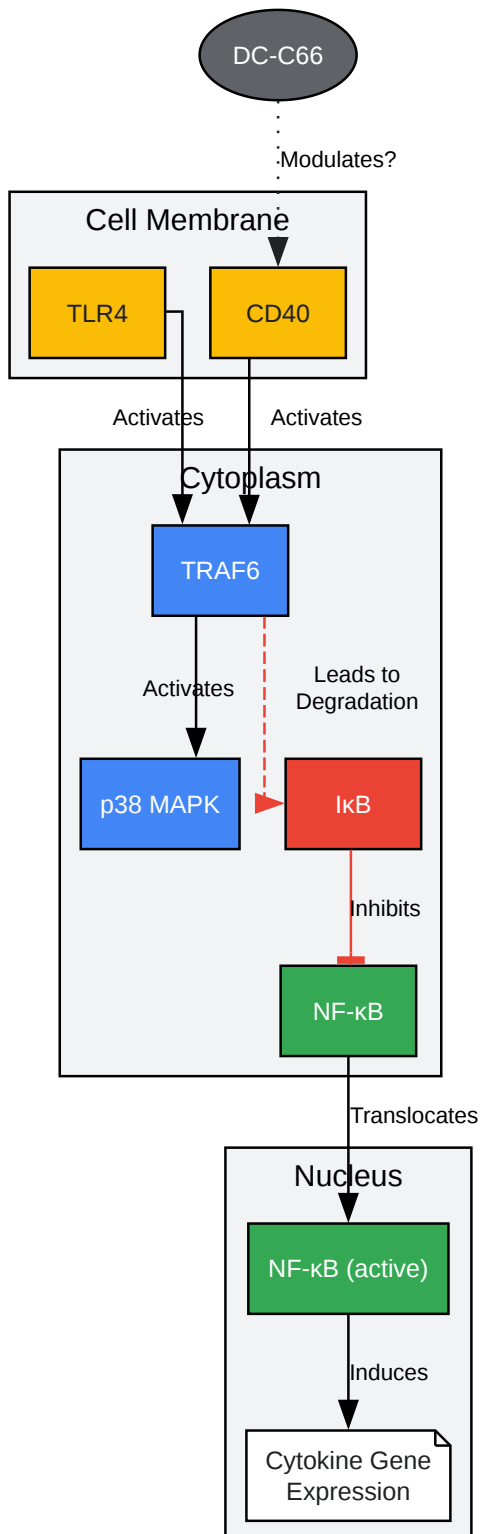 DC-C66
Modulates?
Cell Membrane
TLR4
CD40
Activates
Activates
Cytoplasm
TRAF6
Activates
Leads to
Degradation
p38 MAPK
IκB
Inhibits
NF-κB
Translocates
Nucleus
NF-κB (active)
Induces
Cytokine Gene
Expression